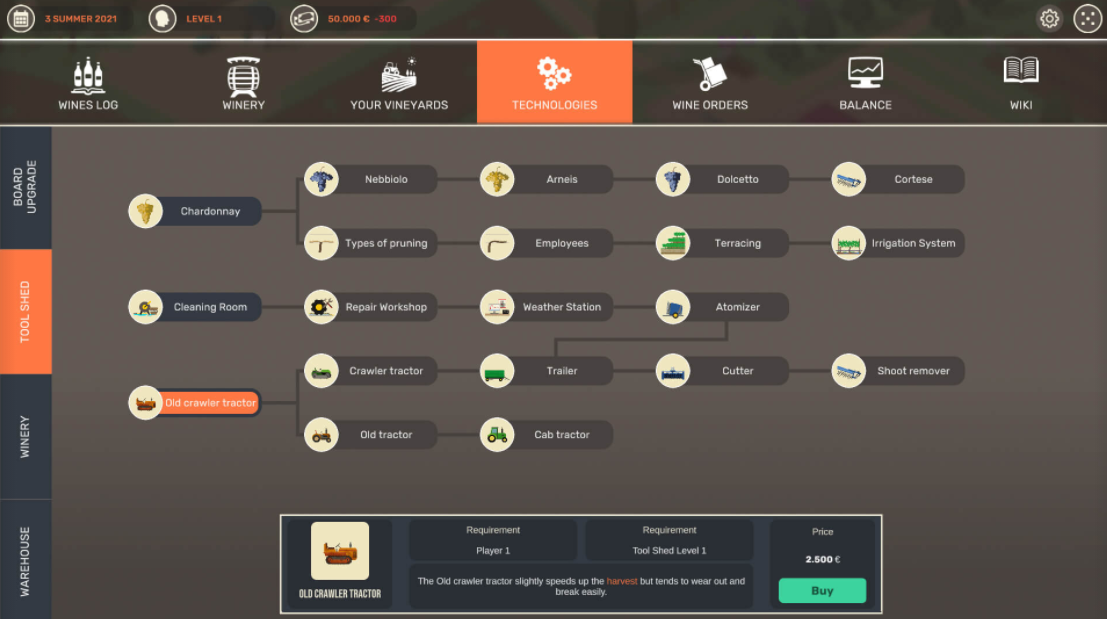 3 SUMMER 2021
LEVEL 1
50.000 € -300
WINES LOG
WINERY
YOUR VINEYARDS
TECHNOLOGIES
WINE ORDERS
BALANCE
WIKI
BOARD
UPGRADE
TOOL SHED
WINERY
WAREHOUSE
Nebbiolo
Arneis
Dolcetto
Cortese
Chardonnay
Types of pruning
Employees
Terracing
Irrigation System
Cleaning Room
Repair Workshop
Weather Station
Atomizer
Crawler tractor
Trailer
Cutter
Shoot remover
Old crawler tractor
Old tractor
Cab tractor
OLD CRAWLER TRACTOR
Requirement
Player 1
Requirement
Tool Shed Level 1
The Old crawler tractor slightly speeds up the harvest but tends to wear out and
break easily.
Price
2.500 €
Buy